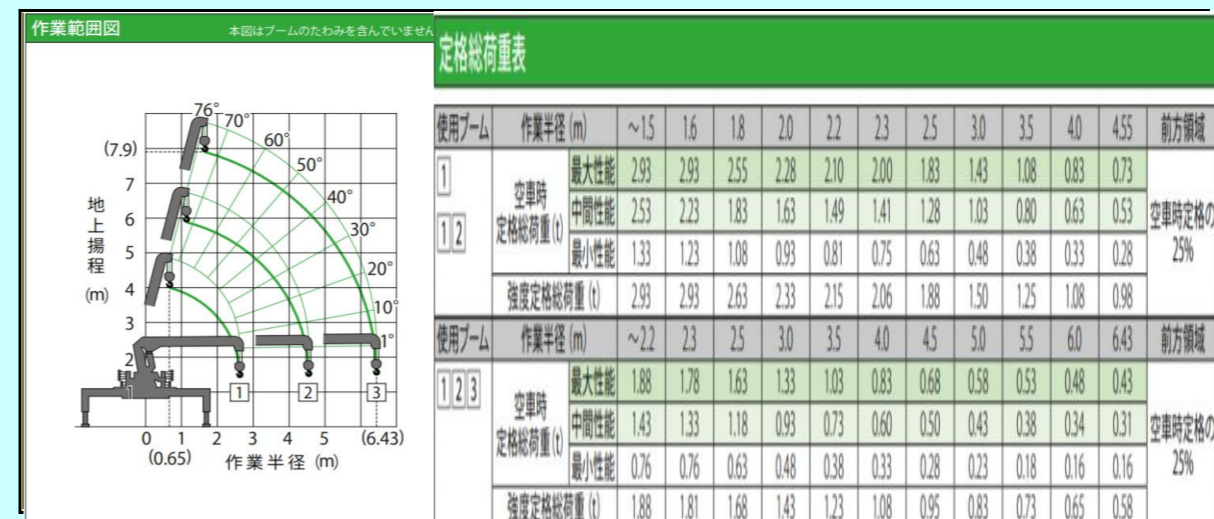 作業範囲図
本図はブームのたわみを含んでいません
76°
70°
60°
50°
40°
30°
20°
10°
1°
(7.9)
7
6
5
4
3
2
1
地上揚程
(m)
1
2
3
0 1 2 3 4 5 (6.43)
(0.65)
作業半径 (m)
定格総荷重表
使用ブーム 作業半径 (m) ～1.5 1.6 1.8 2.0 2.2 2.3 2.5 3.0 3.5 4.0 4.55 前方領域
1
1 2
空車時
定格総荷重(t)
最大性能 2.93 2.93 2.55 2.28 2.10 2.00 1.83 1.43 1.08 0.83 0.73
中間性能 2.53 2.23 1.83 1.63 1.49 1.41 1.28 1.03 0.80 0.63 0.53
最小性能 1.33 1.23 1.08 0.93 0.81 0.75 0.63 0.48 0.38 0.33 0.28
空車時定格の
25%
強度定格総荷重 (t) 2.93 2.93 2.63 2.33 2.15 2.06 1.88 1.50 1.25 1.08 0.98
使用ブーム 作業半径 (m) ～2.2 2.3 2.5 3.0 3.5 4.0 4.5 5.0 5.5 6.0 6.43 前方領域
1 2 3
空車時
定格総荷重(t)
最大性能 1.88 1.78 1.63 1.33 1.03 0.83 0.68 0.58 0.53 0.48 0.43
中間性能 1.43 1.33 1.18 0.93 0.73 0.60 0.50 0.43 0.38 0.34 0.31
最小性能 0.76 0.76 0.63 0.48 0.38 0.33 0.28 0.23 0.18 0.16 0.16
空車時定格の
25%
強度定格総荷重 (t) 1.88 1.81 1.68 1.43 1.23 1.08 0.95 0.83 0.73 0.65 0.58